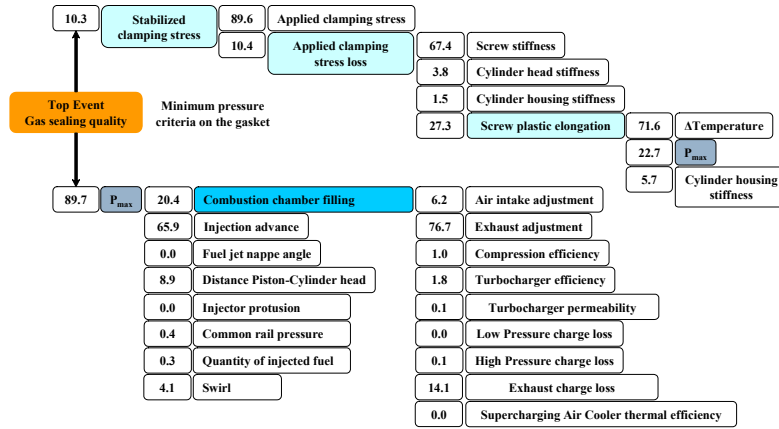 10.3 Stabilized clamping stress 89.6 Applied clamping stress
10.4 Applied clamping stress loss 67.4 Screw stiffness
3.8 Cylinder head stiffness
1.5 Cylinder housing stiffness
27.3 Screw plastic elongation 71.6 ΔTemperature
22.7 Pmax
5.7 Cylinder housing stiffness
Top Event
Gas sealing quality
Minimum pressure
criteria on the gasket
89.7 Pmax 20.4 Combustion chamber filling 6.2 Air intake adjustment
65.9 Injection advance 76.7 Exhaust adjustment
0.0 Fuel jet nappe angle 1.0 Compression efficiency
8.9 Distance Piston-Cylinder head 1.8 Turbocharger efficiency
0.0 Injector protusion 0.1 Turbocharger permeability
0.4 Common rail pressure 0.0 Low Pressure charge loss
0.3 Quantity of injected fuel 0.1 High Pressure charge loss
4.1 Swirl 14.1 Exhaust charge loss
0.0 Supercharging Air Cooler thermal efficiency